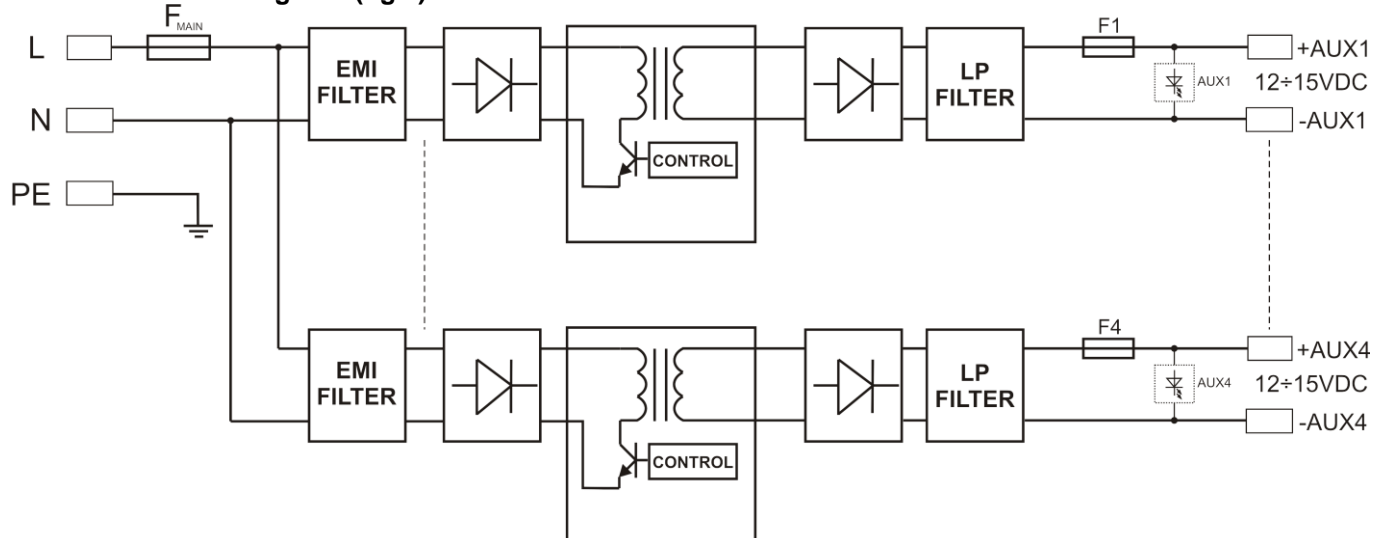 L
F MAIN
EMI
FILTER
LP
FILTER
F1
AUX1
+AUX1
12÷15VDC
-AUX1
N
CONTROL
PE
EMI
FILTER
LP
FILTER
F4
AUX4
+AUX4
12÷15VDC
-AUX4
CONTROL